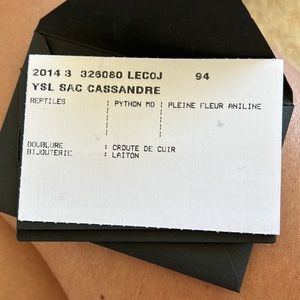 2014 3 326080 LECOJ 94
YSL SAC CASSANDRE
REPTILES | PYTHON MD | PLEINE FLEUR ANILINE
DOUBLURE : CROUTE DE CUIR
BIJOUTERIE : LAITON